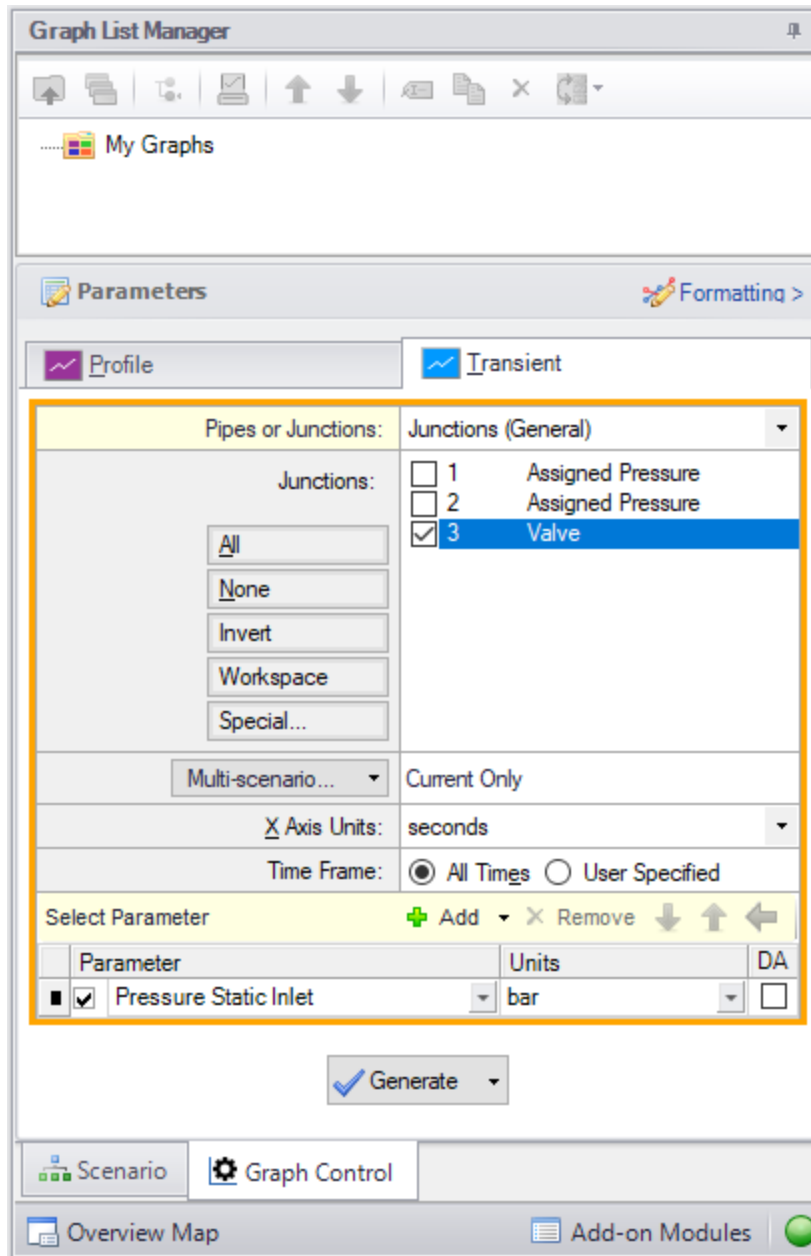 Graph List Manager
My Graphs
Parameters
Formatting >
Profile
Transient
Pipes or Junctions:
Junctions (General)
Junctions:
1 Assigned Pressure
2 Assigned Pressure
3 Valve
All
None
Invert
Workspace
Special...
Multi-scenario...
Current Only
X Axis Units:
seconds
Time Frame:
All Times
User Specified
Select Parameter
Add
Remove
Parameter
Units
DA
Pressure Static Inlet
bar
Generate
Scenario
Graph Control
Overview Map
Add-on Modules